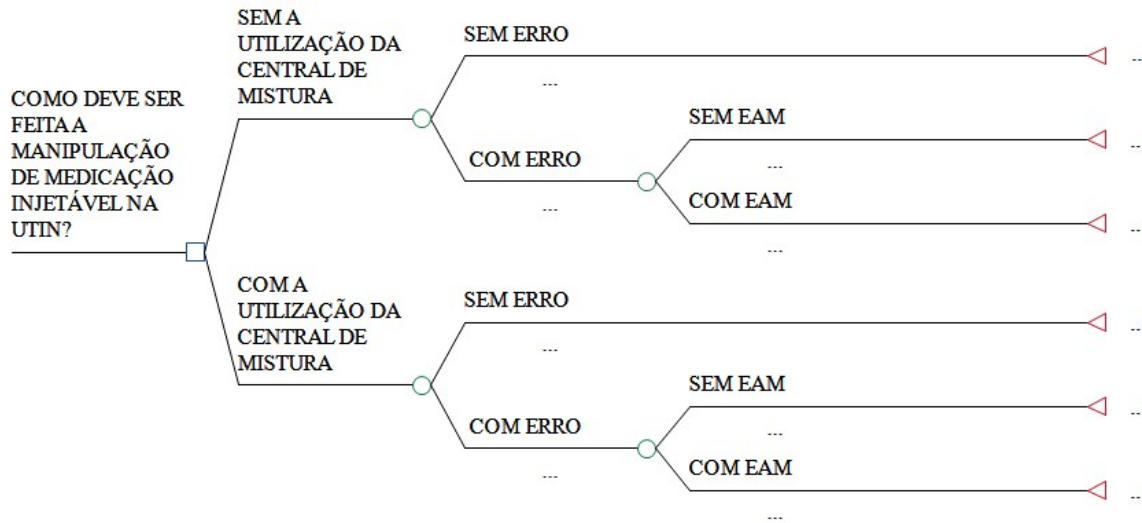 COMO DEVE SER
FEITA A
MANIPULAÇÃO
DE MEDICAÇÃO
INJETÁVEL NA
UTIN?
SEM A
UTILIZAÇÃO DA
CENTRAL DE
MISTURA
SEM ERRO
...
COM ERRO
...
SEM EAM
...
COM EAM
...
COM A
UTILIZAÇÃO DA
CENTRAL DE
MISTURA
SEM ERRO
...
COM ERRO
...
SEM EAM
...
COM EAM
...